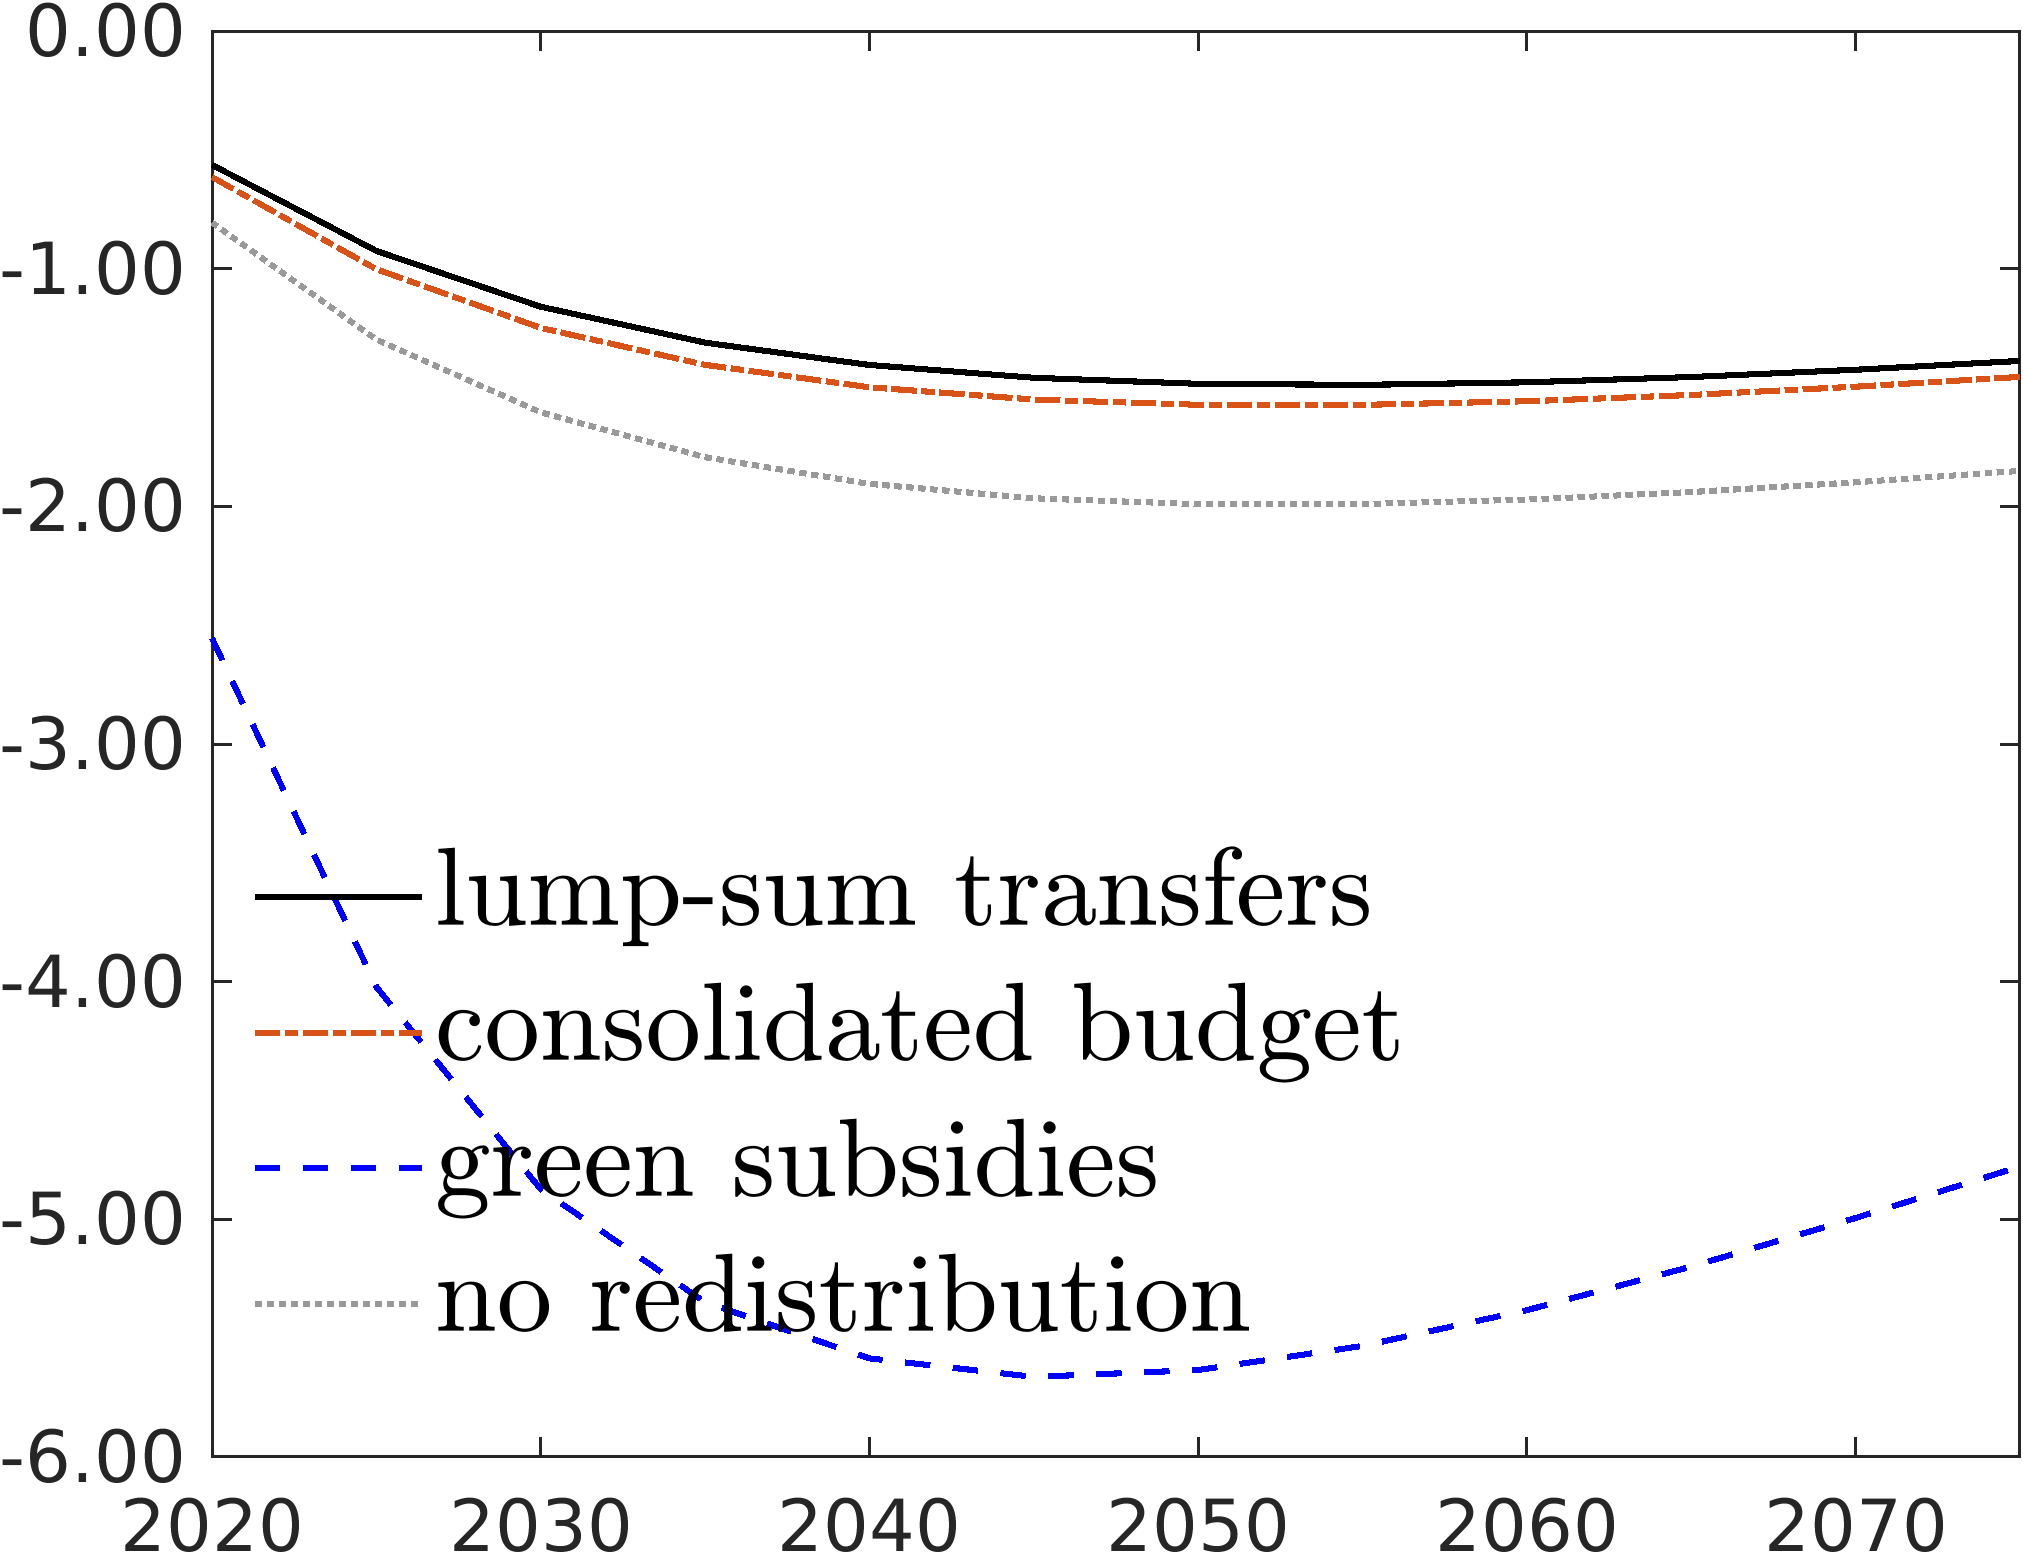 0.00
-1.00
-2.00
-3.00
-4.00
-5.00
-6.00
lump-sum transfers
consolidated budget
green subsidies
no redistribution
2020 2030 2040 2050 2060 2070